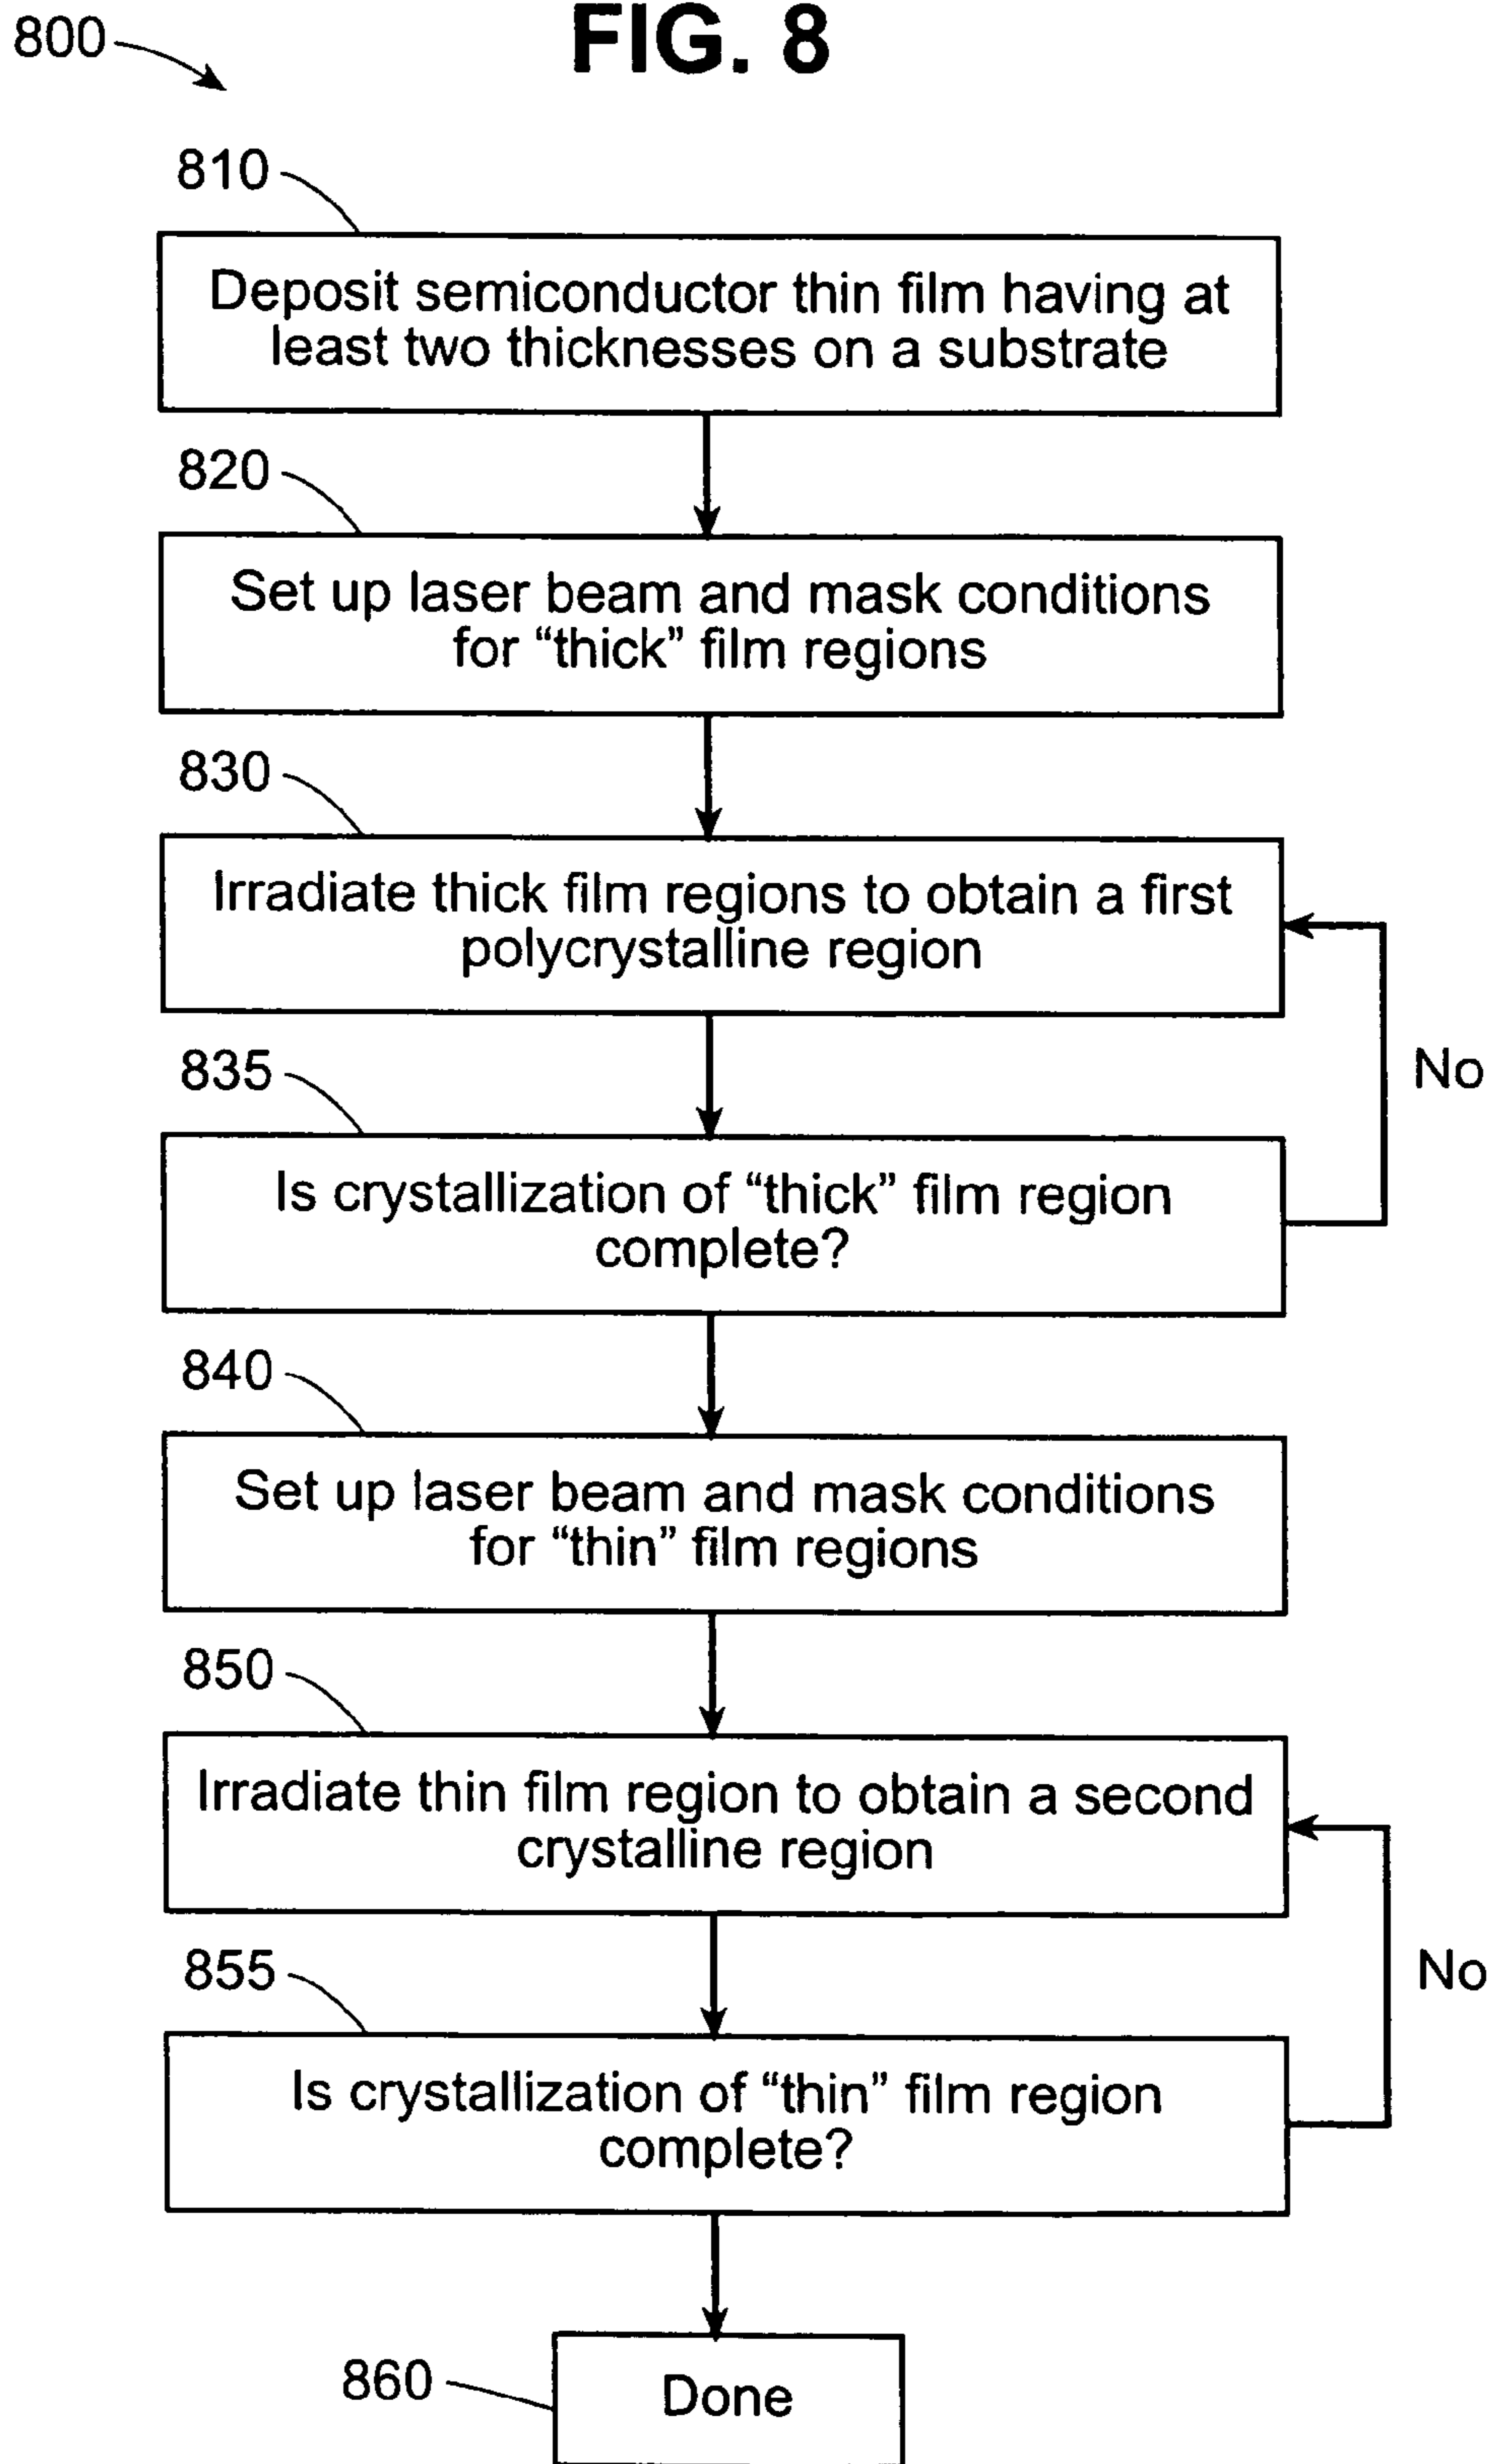 FIG. 8
800
810
Deposit semiconductor thin film having at
least two thicknesses on a substrate
820
Set up laser beam and mask conditions
for “thick” film regions
830
Irradiate thick film regions to obtain a first
polycrystalline region
No
835
Is crystallization of “thick” film region
complete?
840
Set up laser beam and mask conditions
for “thin” film regions
850
Irradiate thin film region to obtain a second
crystalline region
No
855
Is crystallization of “thin” film region
complete?
860
Done